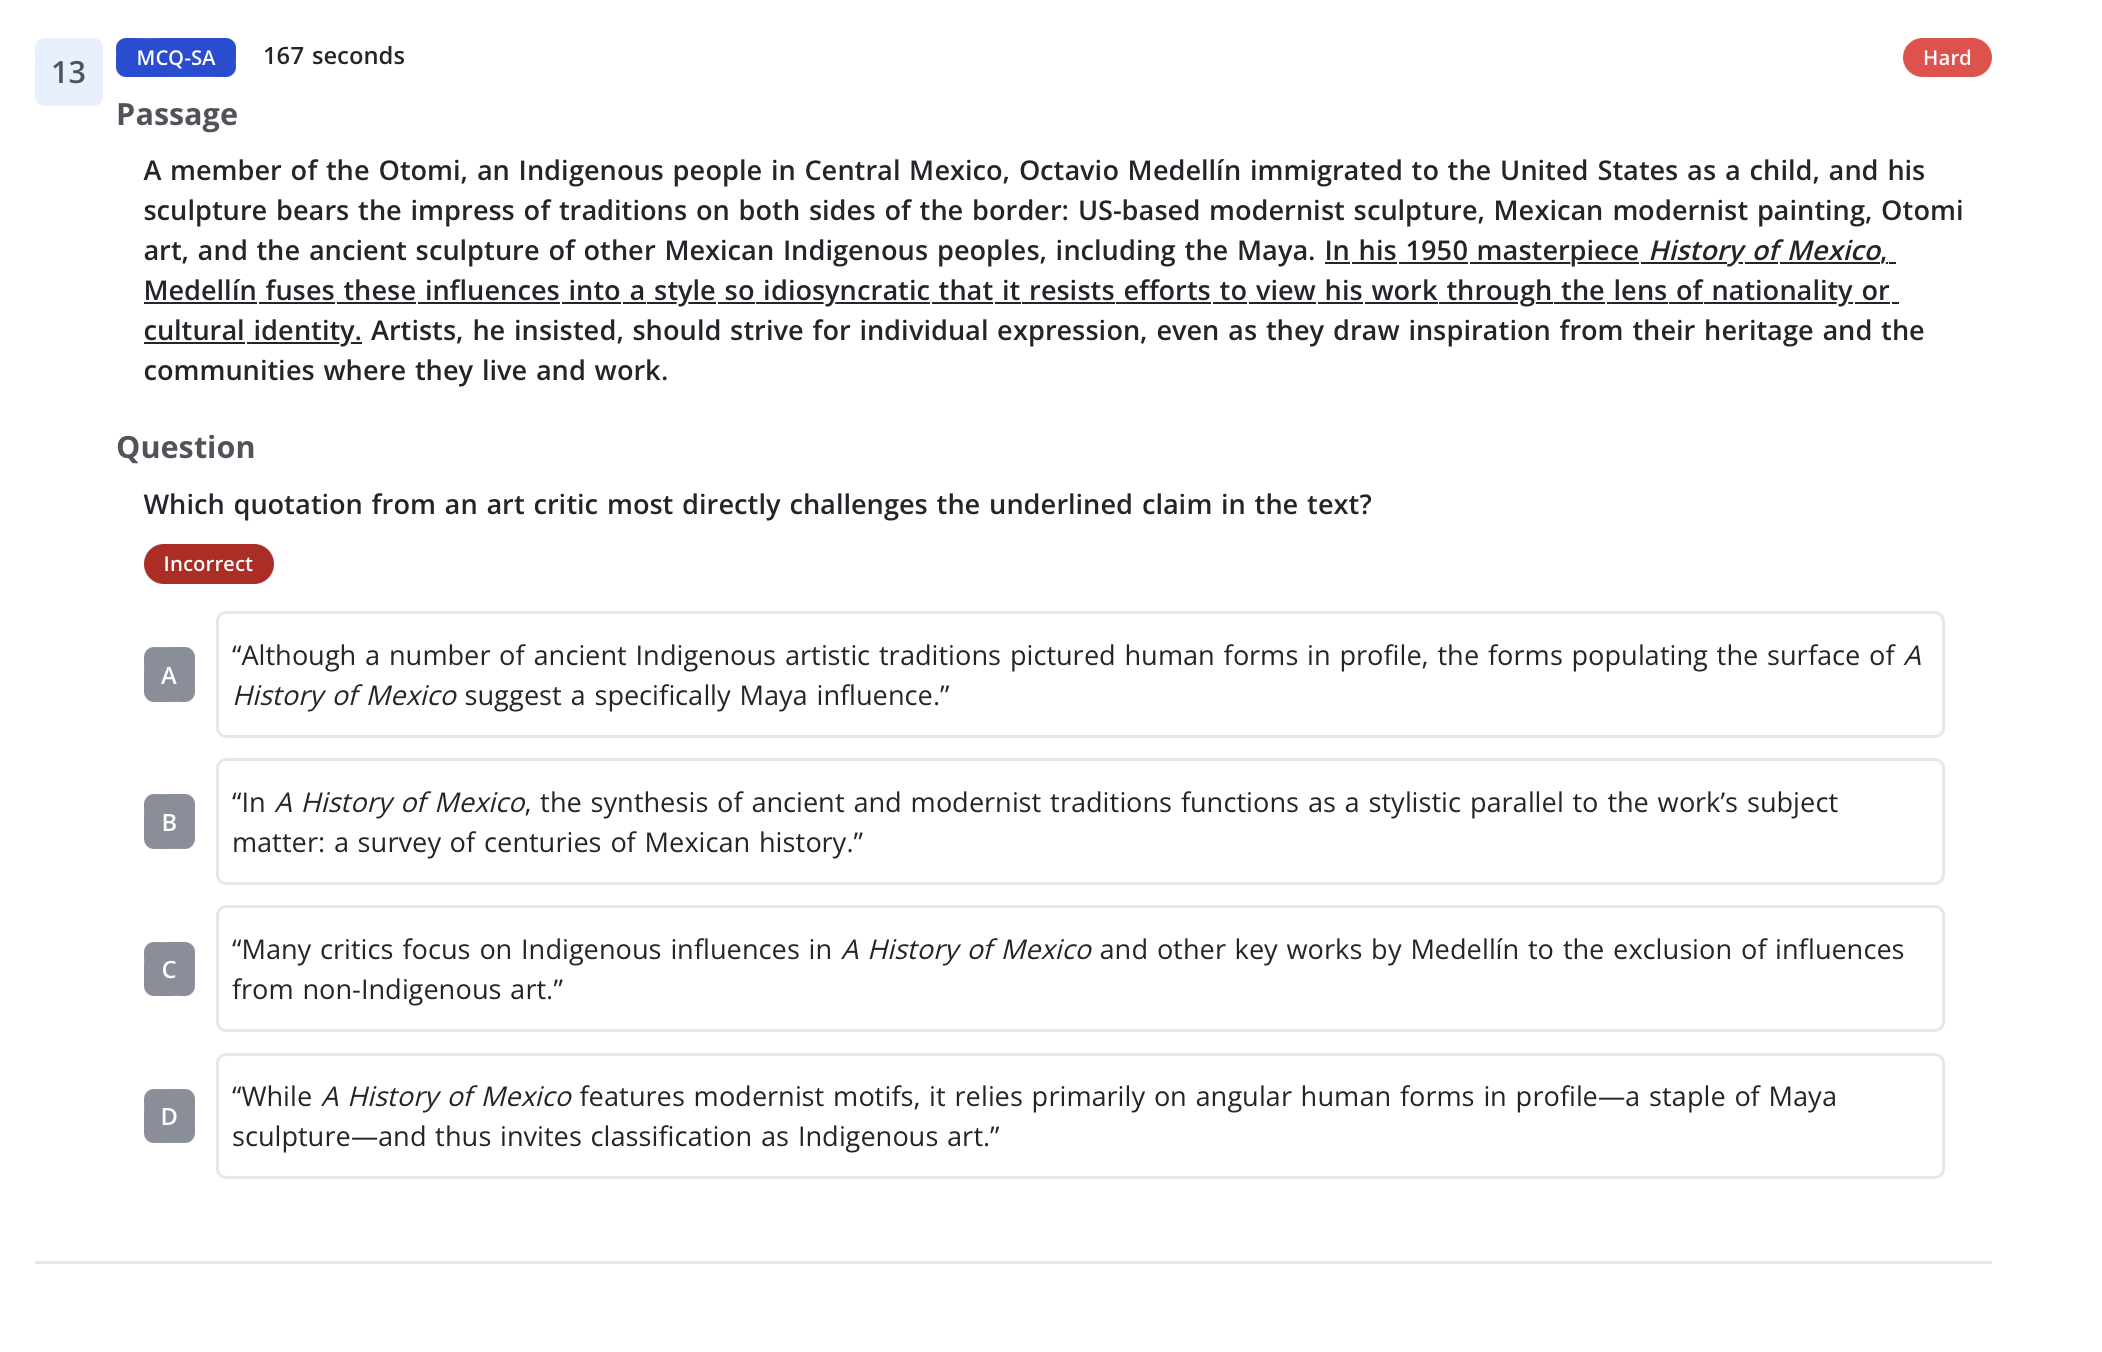 13
MCQ-SA 167 seconds Hard
Passage
A member of the Otomi, an Indigenous people in Central Mexico, Octavio Medellín immigrated to the United States as a child, and his
sculpture bears the impress of traditions on both sides of the border: US-based modernist sculpture, Mexican modernist painting, Otomi
art, and the ancient sculpture of other Mexican Indigenous peoples, including the Maya. In his 1950 masterpiece History of Mexico,
Medellín fuses these influences into a style so idiosyncratic that it resists efforts to view his work through the lens of nationality or
cultural identity. Artists, he insisted, should strive for individual expression, even as they draw inspiration from their heritage and the
communities where they live and work.
Question
Which quotation from an art critic most directly challenges the underlined claim in the text?
Incorrect
A
“Although a number of ancient Indigenous artistic traditions pictured human forms in profile, the forms populating the surface of A
History of Mexico suggest a specifically Maya influence.”
B
“In A History of Mexico, the synthesis of ancient and modernist traditions functions as a stylistic parallel to the work’s subject
matter: a survey of centuries of Mexican history.”
C
“Many critics focus on Indigenous influences in A History of Mexico and other key works by Medellín to the exclusion of influences
from non-Indigenous art.”
D
“While A History of Mexico features modernist motifs, it relies primarily on angular human forms in profile—a staple of Maya
sculpture—and thus invites classification as Indigenous art.”